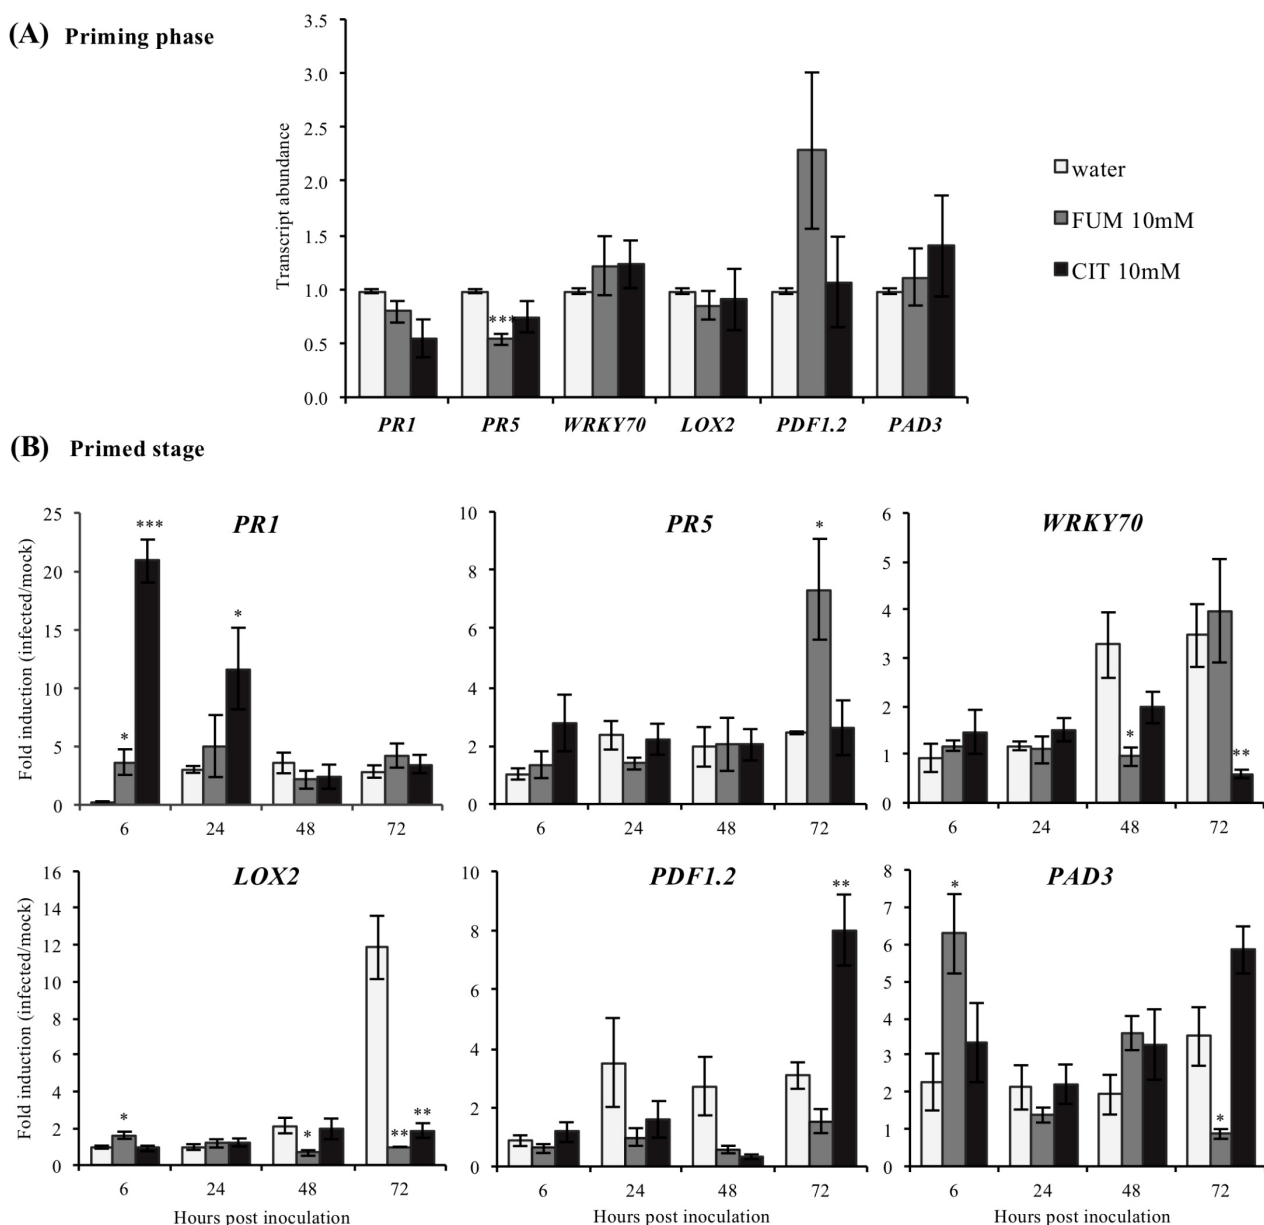 (A) Priming phase
3.5
3.0
2.5
2.0
1.5
1.0
0.5
0.0
Transcript abundance
***
PR1 PR5 WRKY70 LOX2 PDF1.2 PAD3
water
FUM 10mM
CIT 10mM
(B) Primed stage
PR1
Fold induction (infected/mock)
25
20
15
10
5
0
*
***
*
6 24 48 72
PR5
10
8
6
4
2
0
*
6 24 48 72
WRKY70
6
5
4
3
2
1
0
*
**
6 24 48 72
LOX2
Fold induction (infected/mock)
16
14
12
10
8
6
4
2
0
*
*
**
**
6 24 48 72
Hours post inoculation
PDF1.2
10
8
6
4
2
0
**
6 24 48 72
PAD3
8
7
6
5
4
3
2
1
0
*
*
6 24 48 72
Hours post inoculation